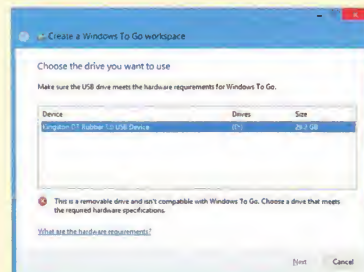 Create a Windows To Go workspace
Choose the drive you want to use
Make sure the USB drive meets the hardware requirements for Windows To Go.
Device Drives Size
Kingston DT Rubber 3.0 USB Device (D:) 29.3 GB
This is a removable drive and isn't compatible with Windows To Go. Choose a drive that meets
the required hardware specifications.
What are the hardware requirements?
Next Cancel